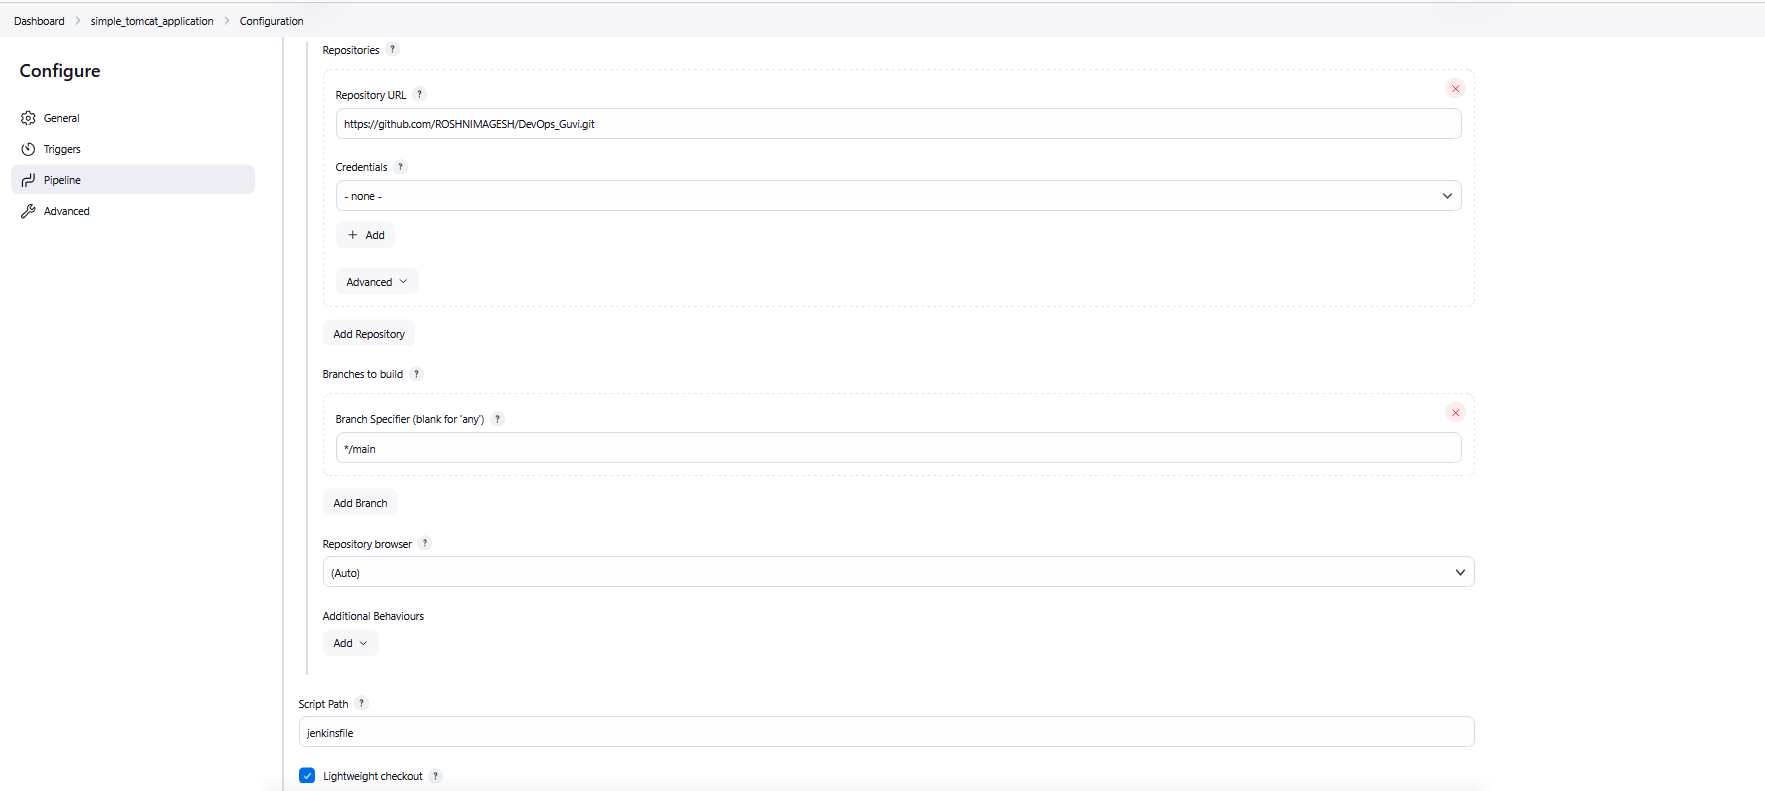 Dashboard > simple_tomcat_application > Configuration
Configure
General
Triggers
Pipeline
Advanced
Repositories ?
Repository URL ?
https://github.com/ROSHNIMAGESH/DevOps_Guvi.git
Credentials ?
- none -
+ Add
Advanced
Add Repository
Branches to build ?
Branch Specifier (blank for 'any') ?
*/main
Add Branch
Repository browser ?
(Auto)
Additional Behaviours
Add
Script Path ?
jenkinsfile
Lightweight checkout ?